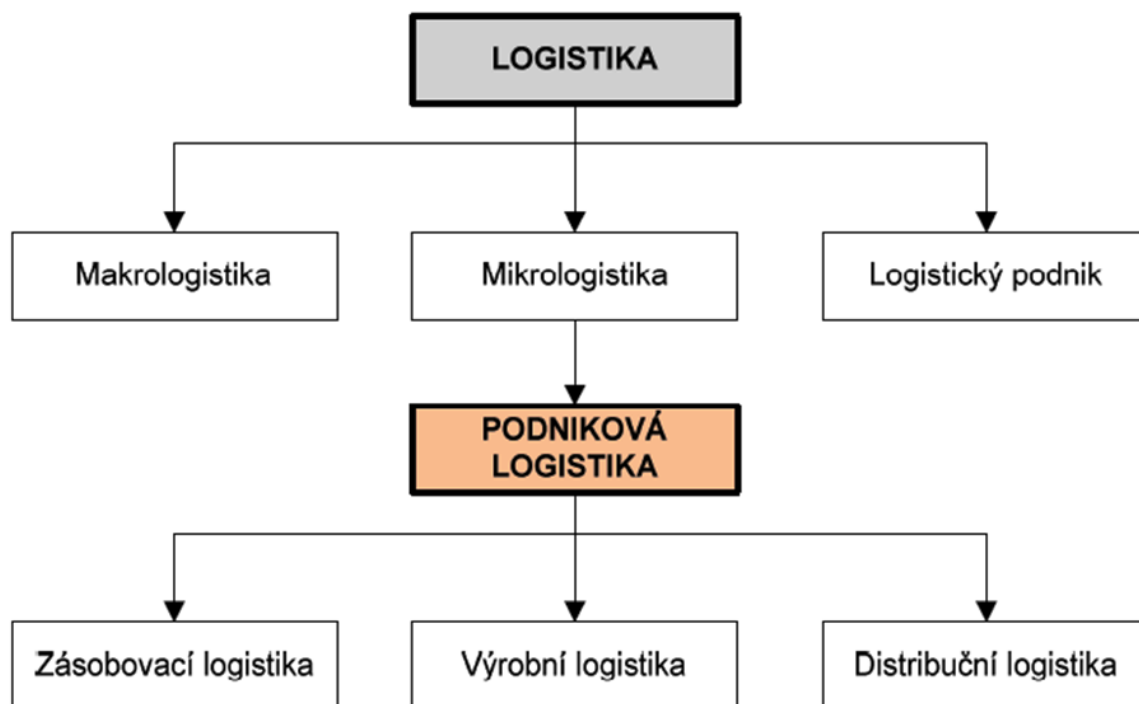 LOGISTIKA
Makrologistika
Mikrologistika
Logistický podnik
PODNIKOVÁ
LOGISTIKA
Zásobovací logistika
Výrobní logistika
Distribuční logistika